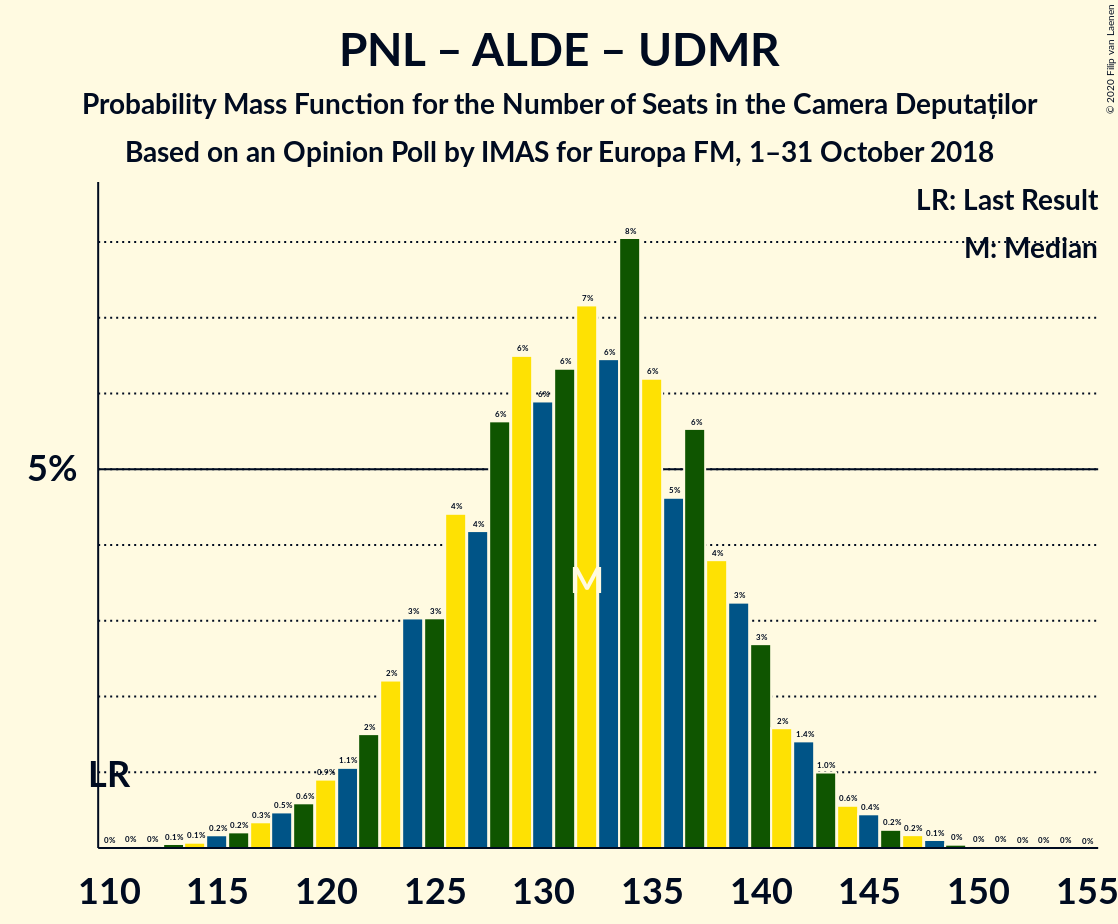 PNL – ALDE – UDMR
Probability Mass Function for the Number of Seats in the Camera Deputaților
Based on an Opinion Poll by IMAS for Europa FM, 1–31 October 2018
© 2020 Filip van Laenen
LR: Last Result
M: Median
5%
LR
M
0% 0% 0% 0.1% 0.1% 0.2% 0.2% 0.3% 0.5% 0.6% 0.9% 1.1% 2% 2% 3% 3% 4% 4% 6% 6% 6% 6% 7% 6% 8% 6% 5% 6% 4% 3% 3% 2% 1.4% 1.0% 0.6% 0.4% 0.2% 0.2% 0.1% 0% 0% 0% 0% 0% 0% 0%
110 115 120 125 130 135 140 145 150 155